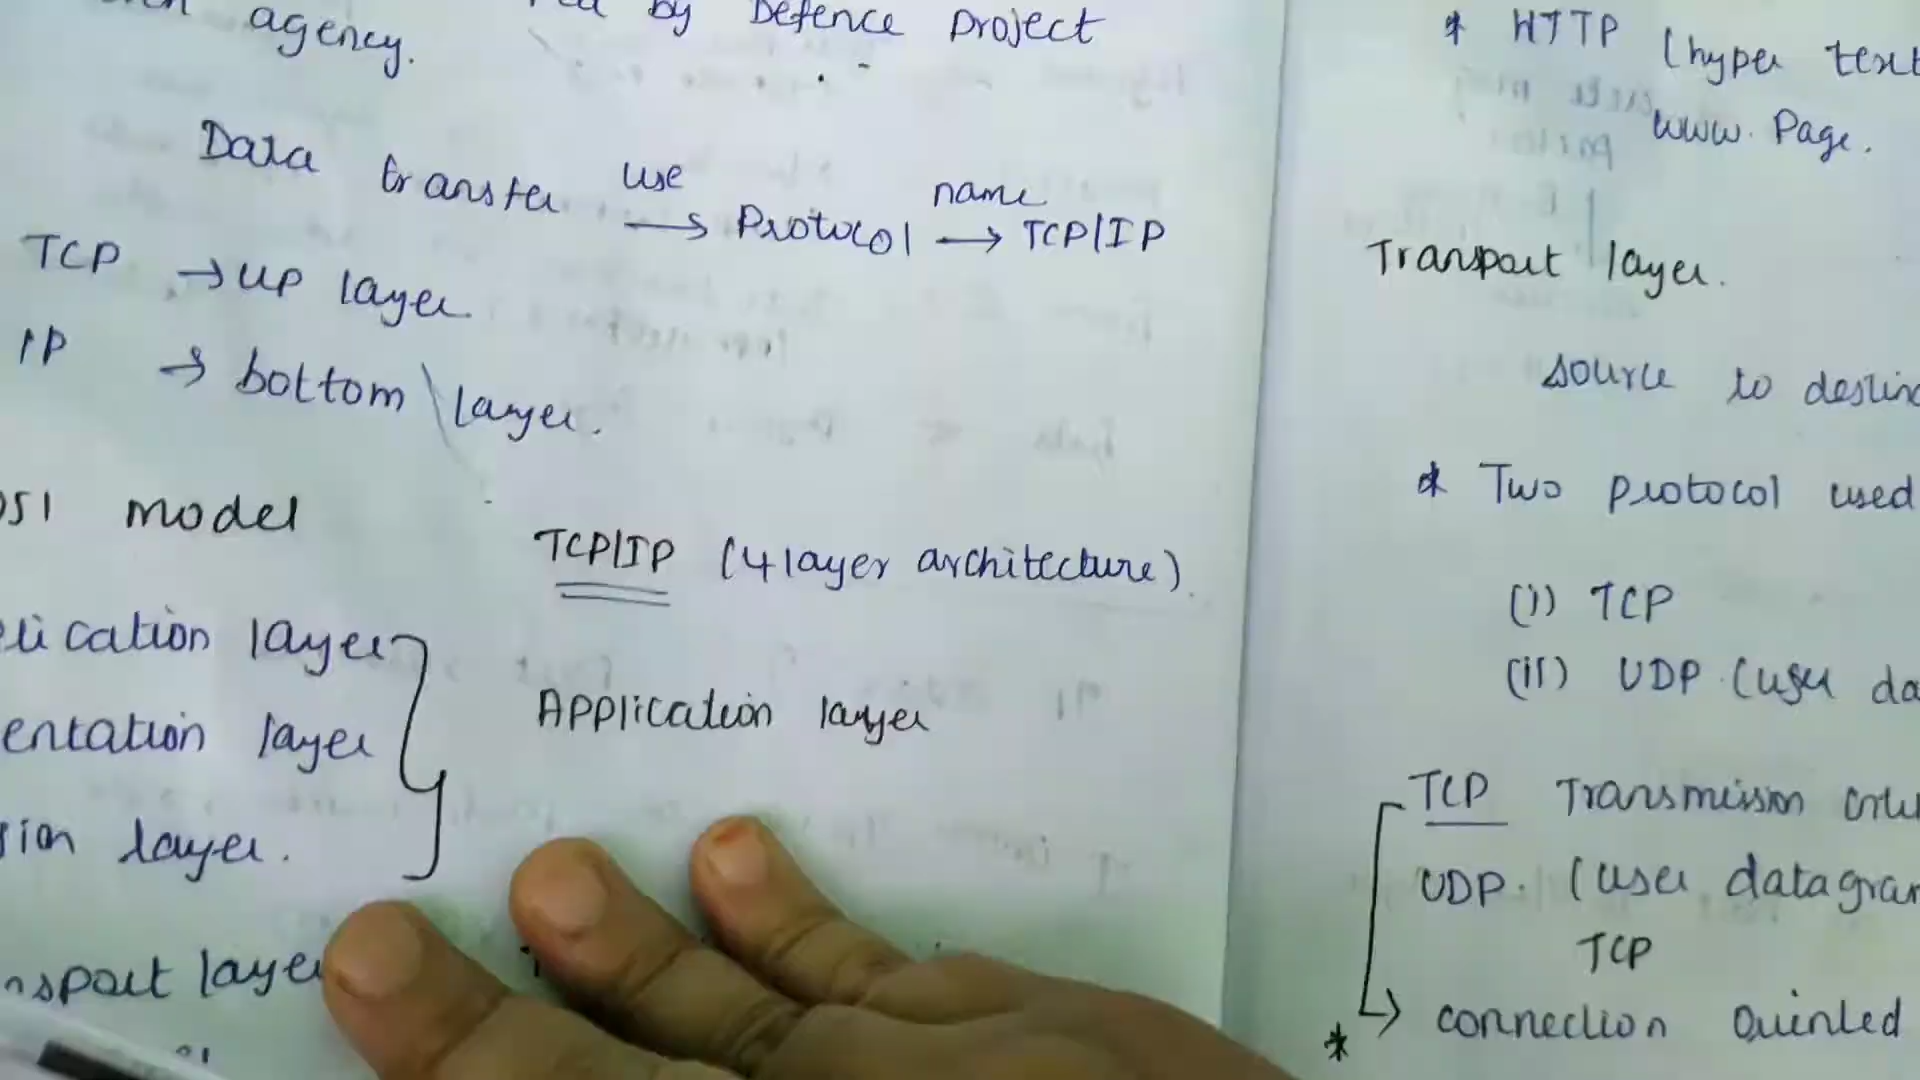 by Defence Project
agency.
Data transfer use → Protocol name → TCP/IP
TCP → up layer
IP → bottom layer.
model
TCP/IP (4 layer architecture).
layer
layer
Application layer
layer.
layer
* HTTP (hyper text
www. Page.
Transport layer.
source to
* Two protocol used
(i) TCP
(ii) UDP (user
TCP Transmission
UDP. (user
TCP
* connection oriented